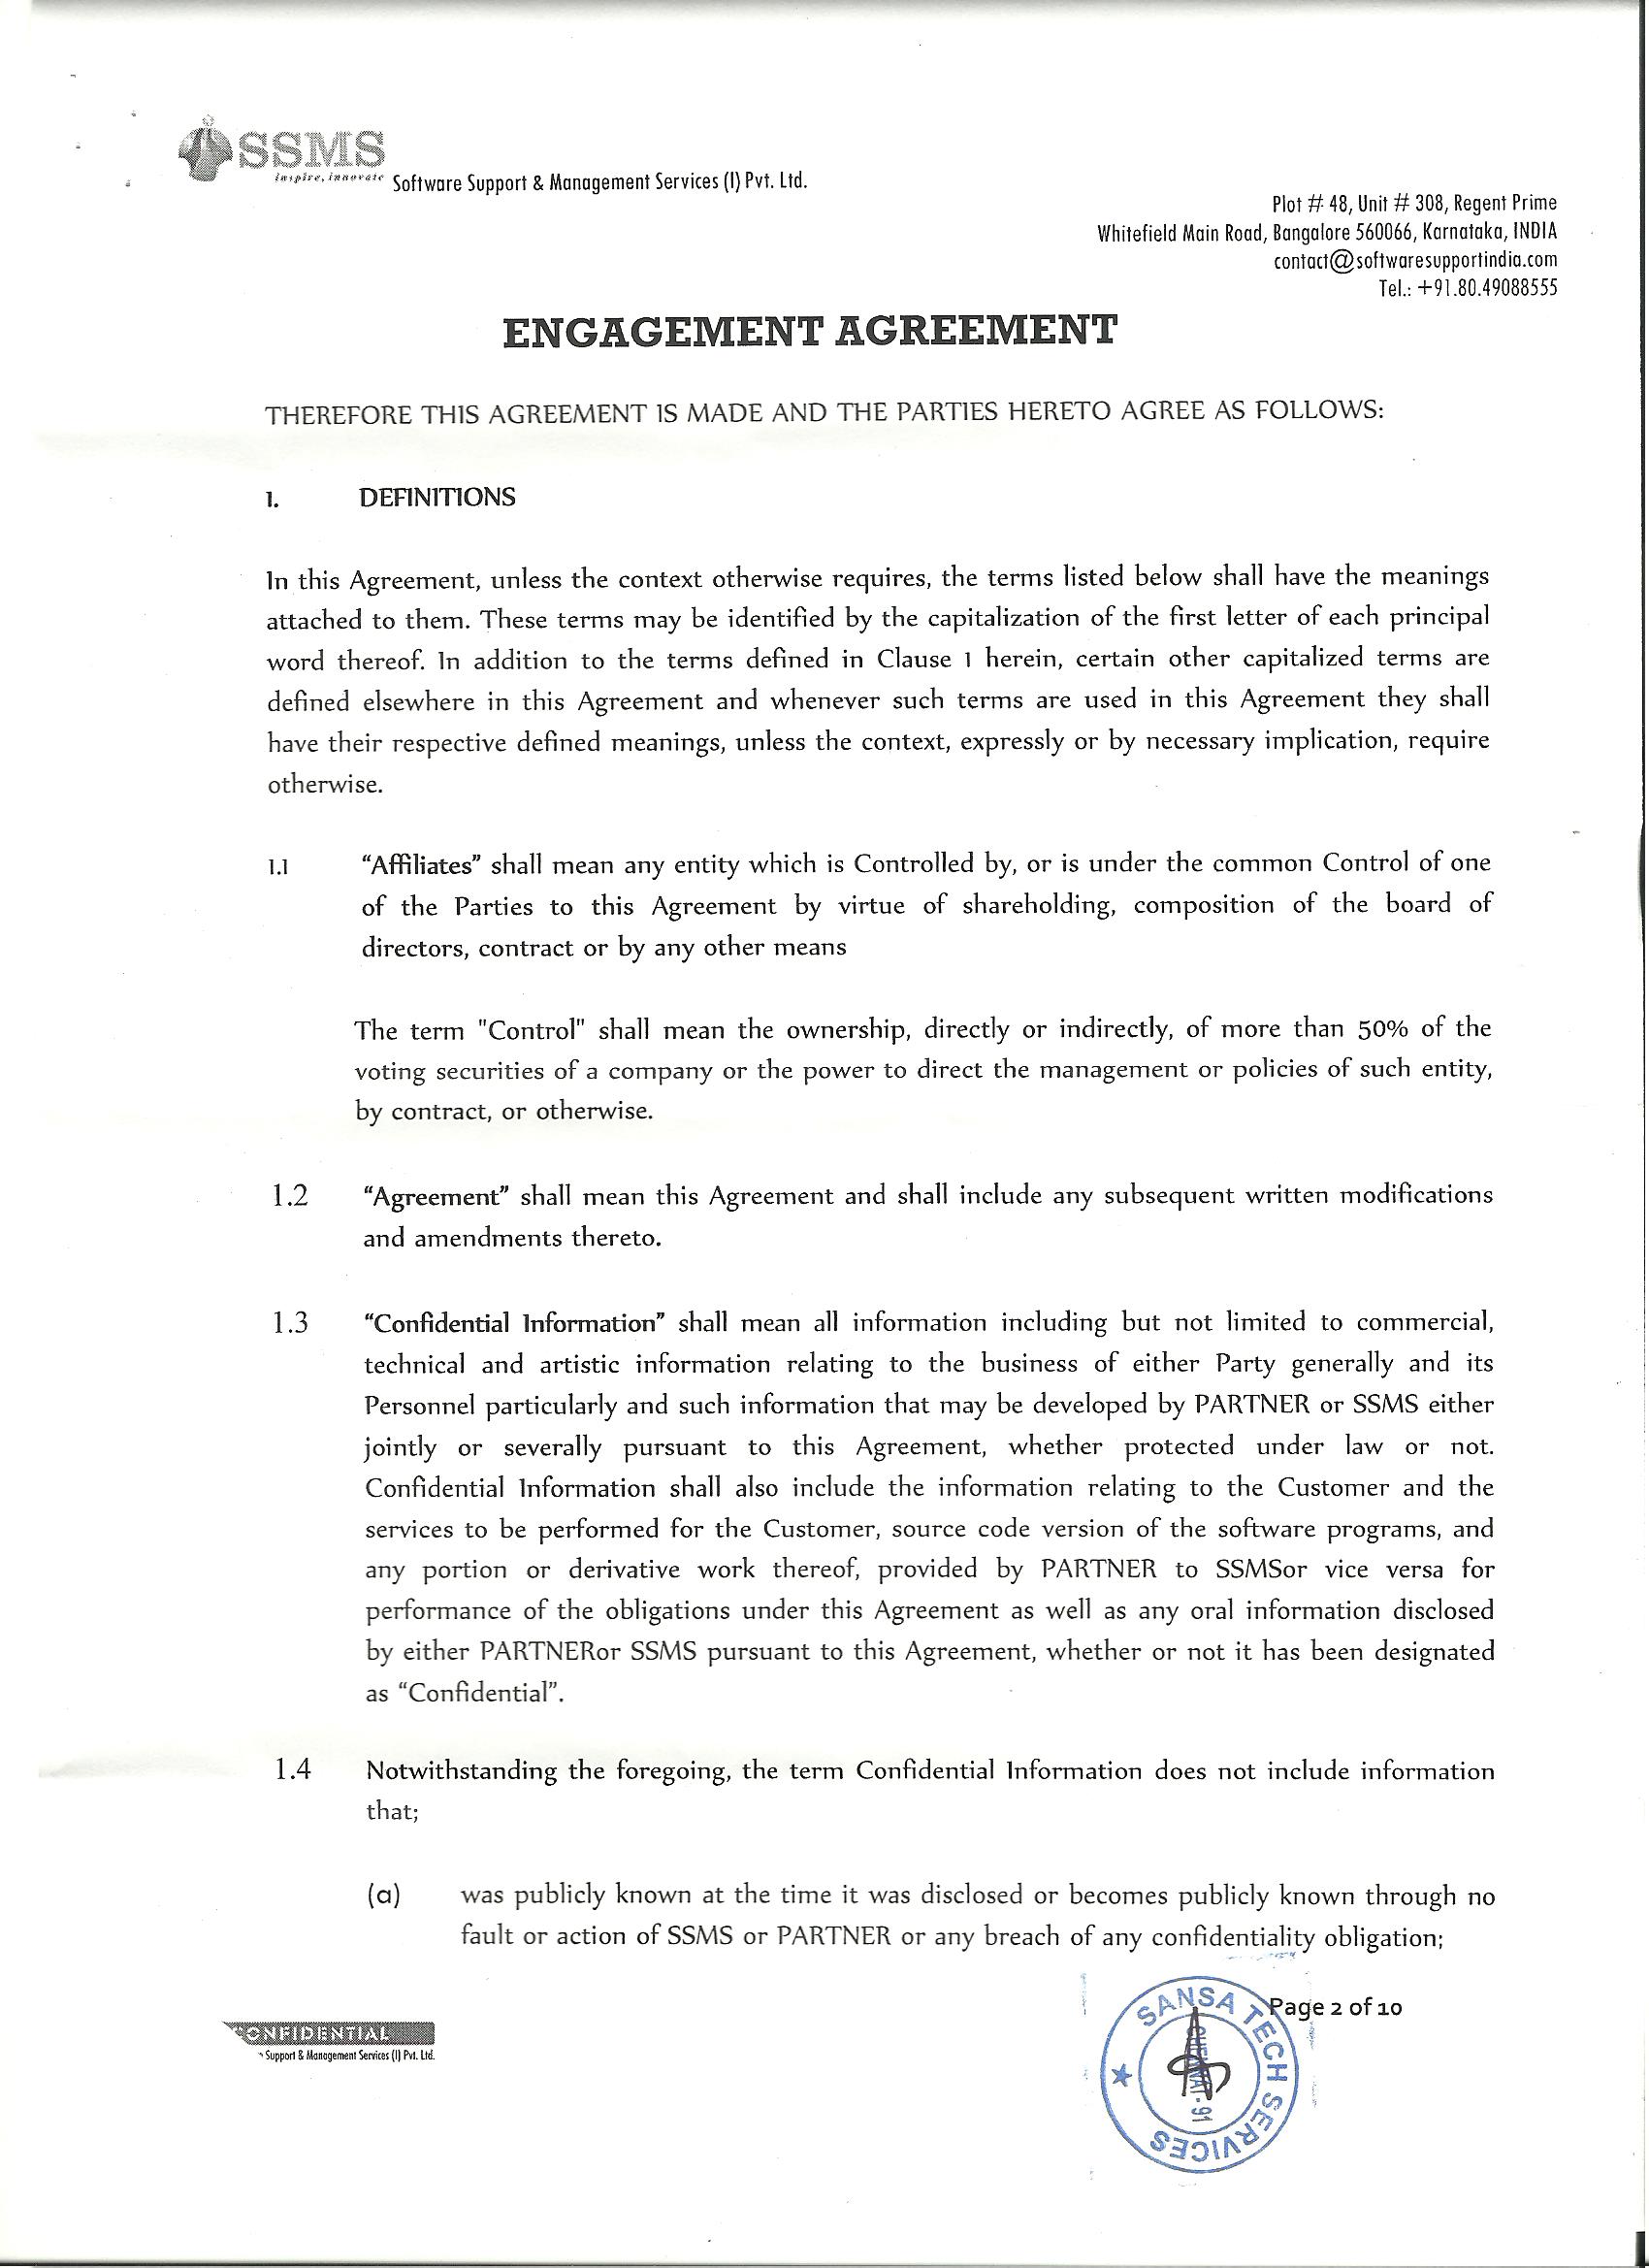 SSMS
inspire, innovate
Software Support & Management Services (I) Pvt. Ltd.
Plot # 48, Unit # 308, Regent Prime
Whitefield Main Road, Bangalore 560066, Karnataka, INDIA
contact@softwaresupportindia.com
Tel.: +91.80.49088555
ENGAGEMENT AGREEMENT
THEREFORE THIS AGREEMENT IS MADE AND THE PARTIES HERETO AGREE AS FOLLOWS:
1. DEFINITIONS
In this Agreement, unless the context otherwise requires, the terms listed below shall have the meanings
attached to them. These terms may be identified by the capitalization of the first letter of each principal
word thereof. In addition to the terms defined in Clause 1 herein, certain other capitalized terms are
defined elsewhere in this Agreement and whenever such terms are used in this Agreement they shall
have their respective defined meanings, unless the context, expressly or by necessary implication, require
otherwise.
1.1 “Affiliates” shall mean any entity which is Controlled by, or is under the common Control of one
of the Parties to this Agreement by virtue of shareholding, composition of the board of
directors, contract or by any other means
The term "Control" shall mean the ownership, directly or indirectly, of more than 50% of the
voting securities of a company or the power to direct the management or policies of such entity,
by contract, or otherwise.
1.2 “Agreement” shall mean this Agreement and shall include any subsequent written modifications
and amendments thereto.
1.3 “Confidential Information” shall mean all information including but not limited to commercial,
technical and artistic information relating to the business of either Party generally and its
Personnel particularly and such information that may be developed by PARTNER or SSMS either
jointly or severally pursuant to this Agreement, whether protected under law or not.
Confidential Information shall also include the information relating to the Customer and the
services to be performed for the Customer, source code version of the software programs, and
any portion or derivative work thereof, provided by PARTNER to SSMSor vice versa for
performance of the obligations under this Agreement as well as any oral information disclosed
by either PARTNERor SSMS pursuant to this Agreement, whether or not it has been designated
as “Confidential”.
1.4 Notwithstanding the foregoing, the term Confidential Information does not include information
that;
(a) was publicly known at the time it was disclosed or becomes publicly known through no
fault or action of SSMS or PARTNER or any breach of any confidentiality obligation;
Page 2 of 10
CONFIDENTIAL
Support & Management Services (I) Pvt. Ltd.
SANSA TECH SERVICES
CHENNAI - 91